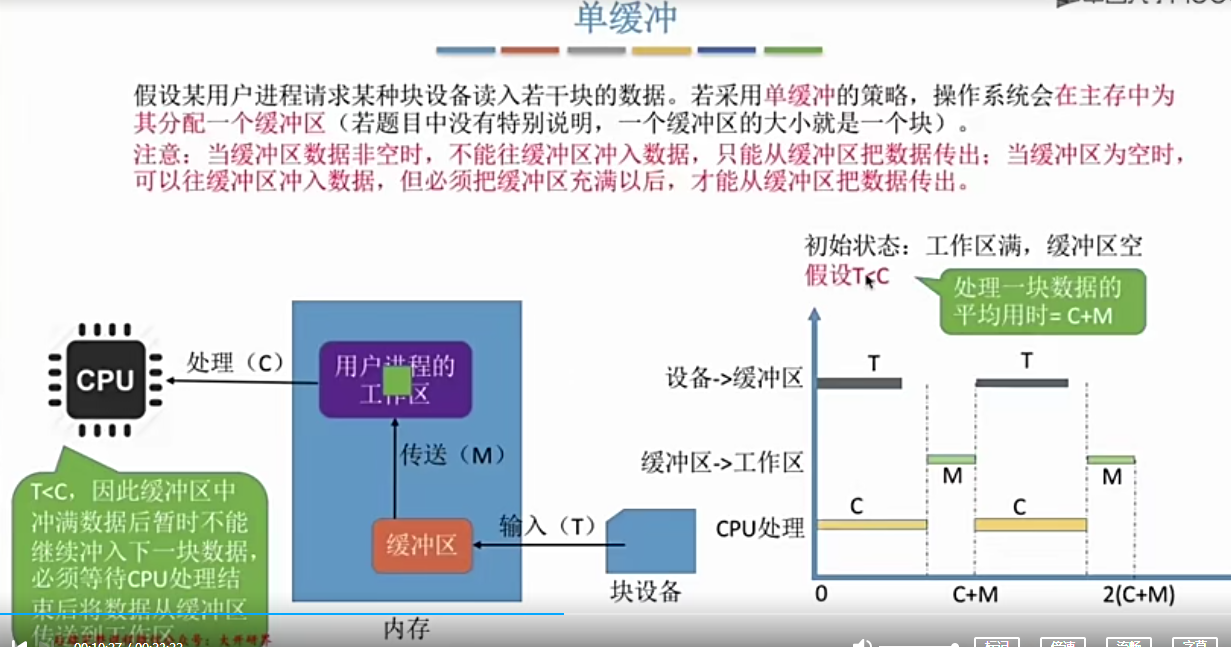 单缓冲
假设某用户进程请求某种块设备读入若干块的数据。若采用单缓冲的策略，操作系统会在主存中为
其分配一个缓冲区（若题目中没有特别说明，一个缓冲区的大小就是一个块）。
注意：当缓冲区数据非空时，不能往缓冲区冲入数据，只能从缓冲区把数据传出；当缓冲区为空时，
可以往缓冲区冲入数据，但必须把缓冲区充满以后，才能从缓冲区把数据传出。
初始状态：工作区满，缓冲区空
假设T<C
处理一块数据的
平均用时= C+M
CPU
处理（C）
用户进程的
工作区
传送（M）
缓冲区
输入（T）
块设备
内存
T<C，因此缓冲区中
冲满数据后暂时不能
继续冲入下一块数据，
必须等待CPU处理结
束后将数据从缓冲区
传送到工作区
设备->缓冲区
T
T
缓冲区->工作区
M
M
CPU处理
C
C
0
C+M
2(C+M)